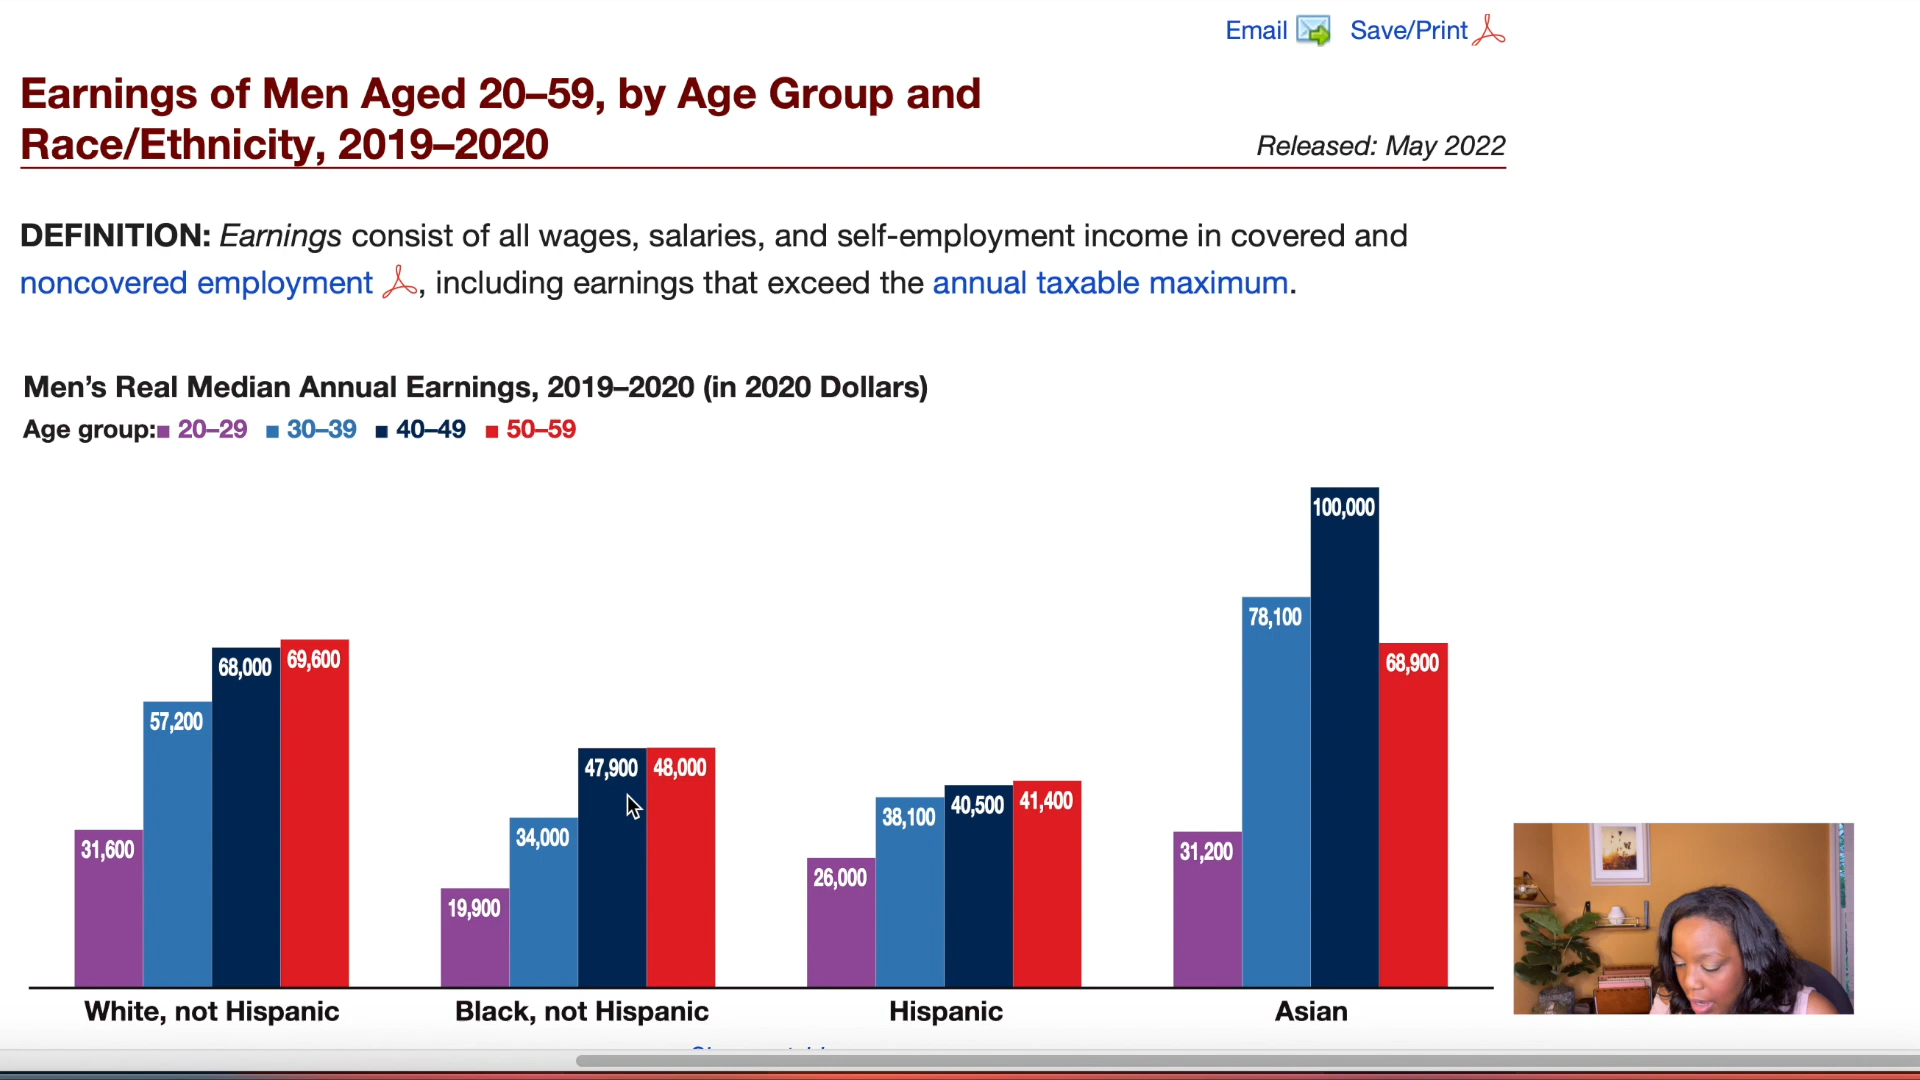 Email Save/Print
Earnings of Men Aged 20–59, by Age Group and
Race/Ethnicity, 2019–2020
Released: May 2022
DEFINITION: Earnings consist of all wages, salaries, and self-employment income in covered and
noncovered employment , including earnings that exceed the annual taxable maximum.
Men’s Real Median Annual Earnings, 2019–2020 (in 2020 Dollars)
Age group: 20–29 30–39 40–49 50–59
31,600 57,200 68,000 69,600
19,900 34,000 47,900 48,000
26,000 38,100 40,500 41,400
31,200 78,100 100,000 68,900
White, not Hispanic Black, not Hispanic Hispanic Asian